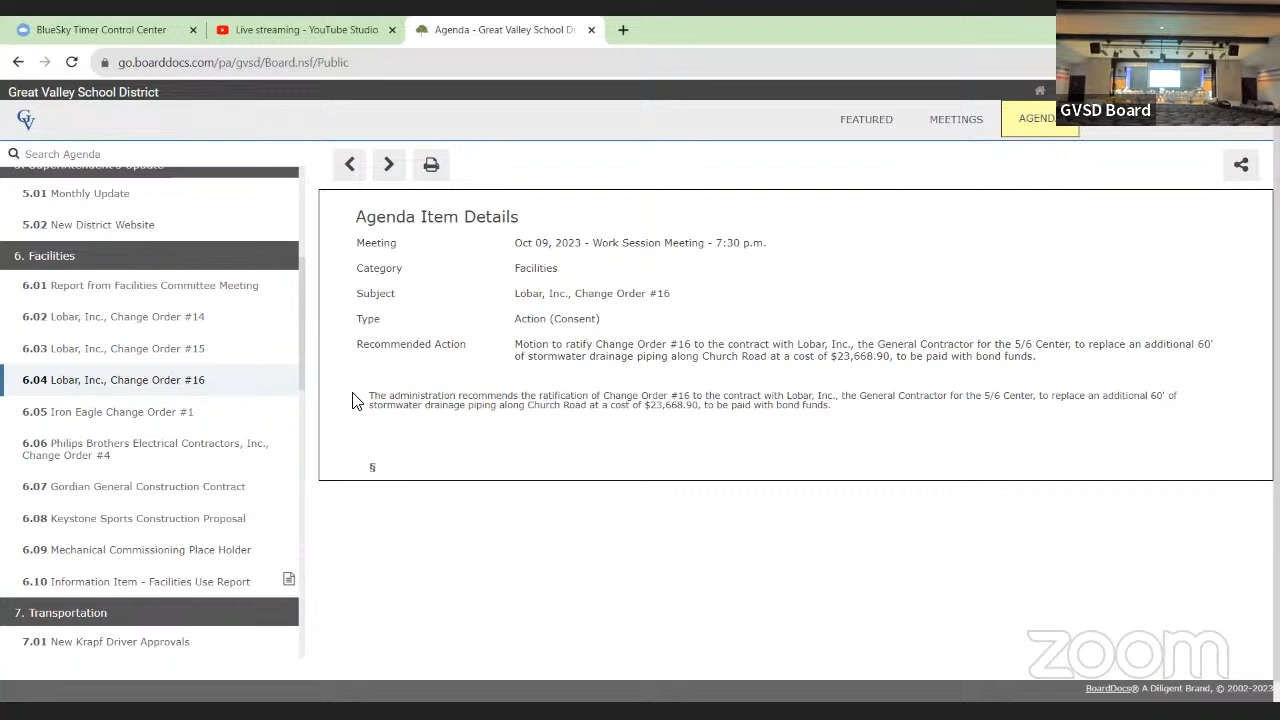 BlueSky Timer Control Center
Live streaming - YouTube Studio
Agenda - Great Valley School Di
go.boarddocs.com/pa/gvsd/Board.nsf/Public
GVSD Board
Great Valley School District
GV
FEATURED
MEETINGS
AGENDA
Search Agenda
5. Superintendent's Update
5.01 Monthly Update
5.02 New District Website
6. Facilities
6.01 Report from Facilities Committee Meeting
6.02 Lobar, Inc., Change Order #14
6.03 Lobar, Inc., Change Order #15
6.04 Lobar, Inc., Change Order #16
6.05 Iron Eagle Change Order #1
6.06 Philips Brothers Electrical Contractors, Inc.,
Change Order #4
6.07 Gordian General Construction Contract
6.08 Keystone Sports Construction Proposal
6.09 Mechanical Commissioning Place Holder
6.10 Information Item - Facilities Use Report
7. Transportation
7.01 New Krapf Driver Approvals
Agenda Item Details
Meeting Oct 09, 2023 - Work Session Meeting - 7:30 p.m.
Category Facilities
Subject Lobar, Inc., Change Order #16
Type Action (Consent)
Recommended Action Motion to ratify Change Order #16 to the contract with Lobar, Inc., the General Contractor for the 5/6 Center, to replace an additional 60'
of stormwater drainage piping along Church Road at a cost of $23,668.90, to be paid with bond funds.
The administration recommends the ratification of Change Order #16 to the contract with Lobar, Inc., the General Contractor for the 5/6 Center, to replace an additional 60' of
stormwater drainage piping along Church Road at a cost of $23,668.90, to be paid with bond funds.
§
zoom
BoardDocs® A Diligent Brand, © 2002-2023